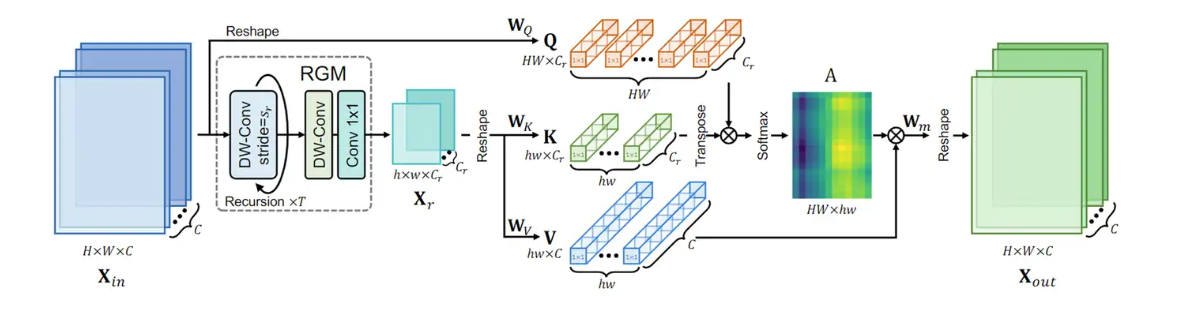 Reshape
W_Q
Q
HW×C_r
1×1 1×1 ••• 1×1 1×1
C_r
HW
RGM
DW-Conv
stride=s_r
DW-Conv
Conv 1x1
Recursion ×T
h×w×C_r
C_r
X_r
Reshape
W_K
K
hw×C_r
1×1 ••• 1×1
C_r
hw
Transpose
W_V
V
hw×C
1×1 ••• 1×1
C
hw
Softmax
A
HW×hw
W_m
Reshape
C
H×W×C
X_in
C
H×W×C
X_out